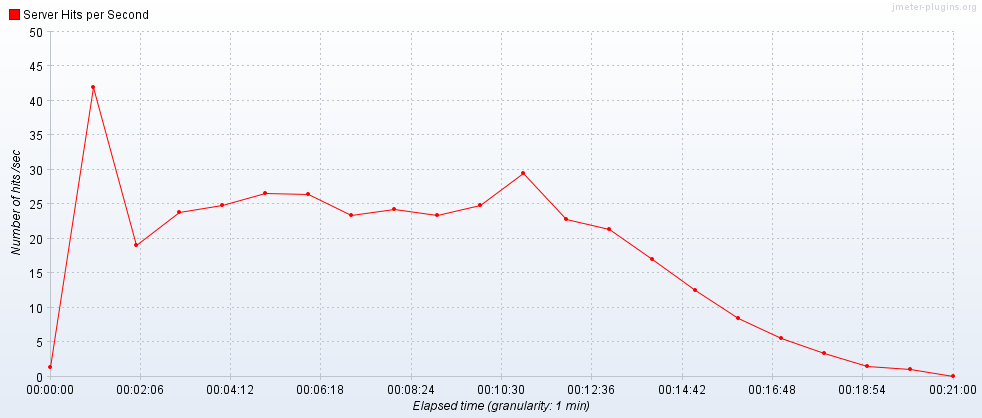 jmeter-plugins.org
Server Hits per Second
50
45
40
35
30
25
20
15
10
5
0
Number of hits /sec
00:00:00 00:02:06 00:04:12 00:06:18 00:08:24 00:10:30 00:12:36 00:14:42 00:16:48 00:18:54 00:21:00
Elapsed time (granularity: 1 min)